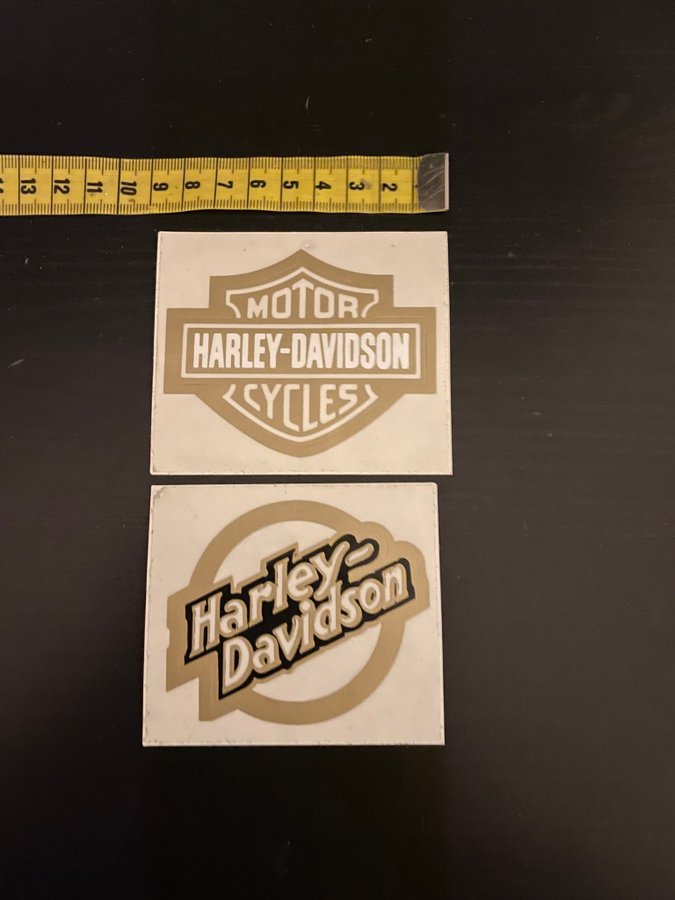 13 12 11 10 9 8 7 6 5 4 3 2
MOTOR
HARLEY-DAVIDSON
CYCLES
Harley-
Davidson